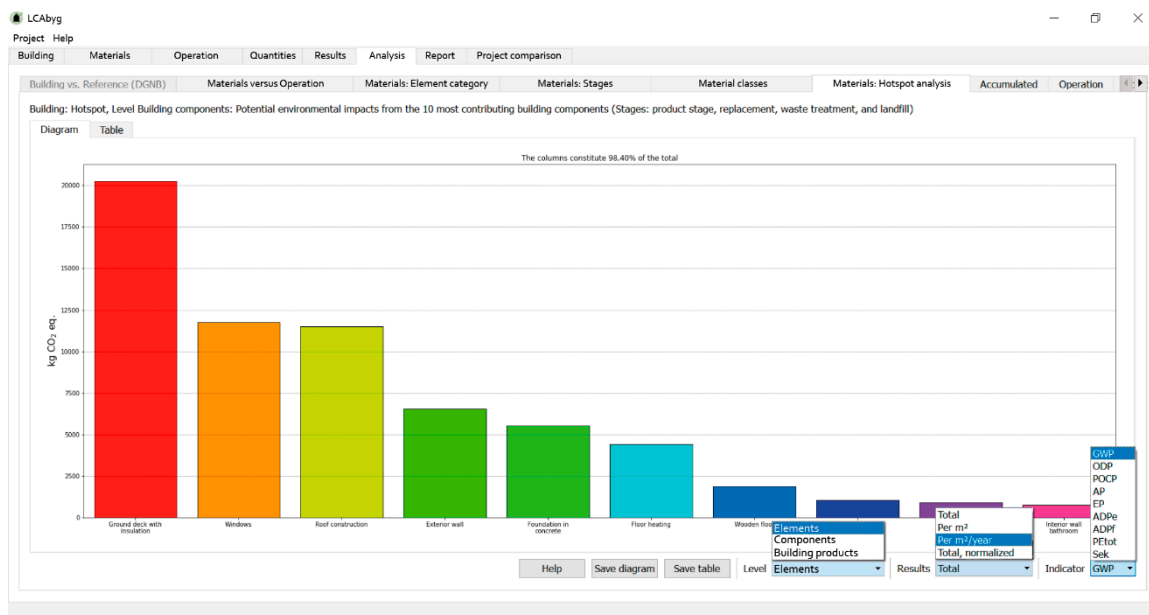 LCAbyg
Project Help
Building Materials Operation Quantities Results Analysis Report Project comparison
Building vs. Reference (DGNB) Materials versus Operation Materials: Element category Materials: Stages Material classes Materials: Hotspot analysis Accumulated Operation
Building: Hotspot, Level Building components: Potential environmental impacts from the 10 most contributing building components (Stages: product stage, replacement, waste treatment, and landfill)
Diagram Table
The columns constitute 98.40% of the total
kg CO₂ eq.
20000
17500
15000
12500
10000
7500
5000
2500
0
Ground deck with
insulation
Windows
Roof construction
Exterior wall
Foundation in
concrete
Floor heating
Wooden
Interior wall
bathroom
Elements
Components
Building products
Total
Per m²
Per m²/year
Total, normalized
GWP
ODP
POCP
AP
EP
ADPe
ADPf
PEtot
Sek
Help Save diagram Save table Level Elements Results Total Indicator GWP